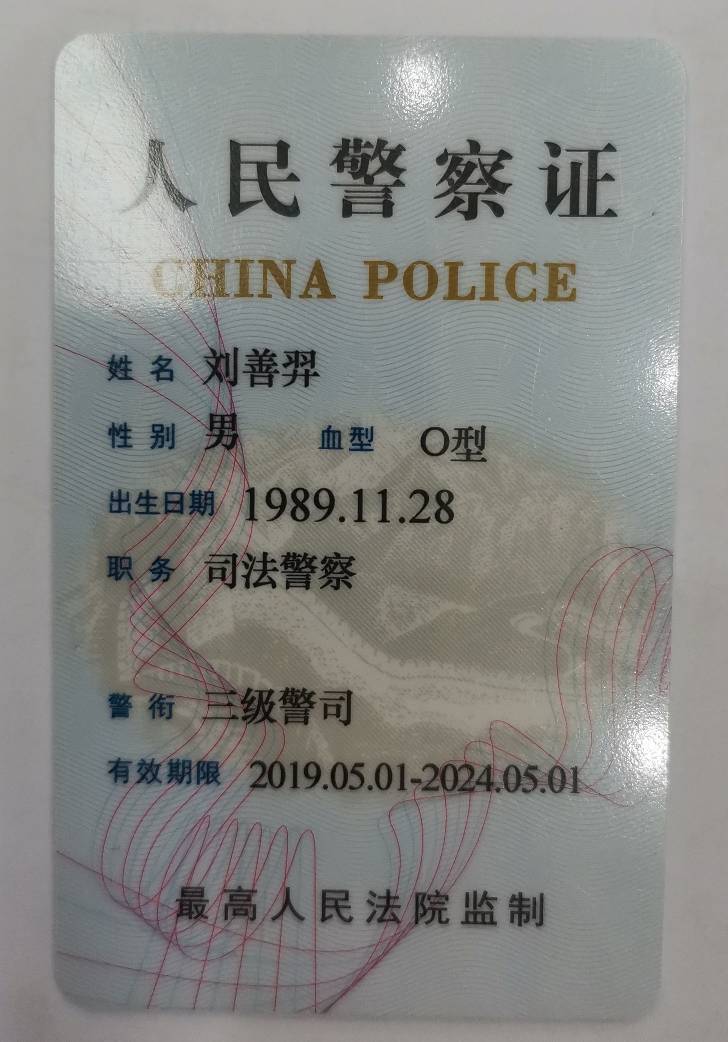 人民警察证
CHINA POLICE
姓名 刘善羿
性别 男 血型 O型
出生日期 1989.11.28
职务 司法警察
警衔 三级警司
有效期限 2019.05.01-2024.05.01
最高人民法院监制